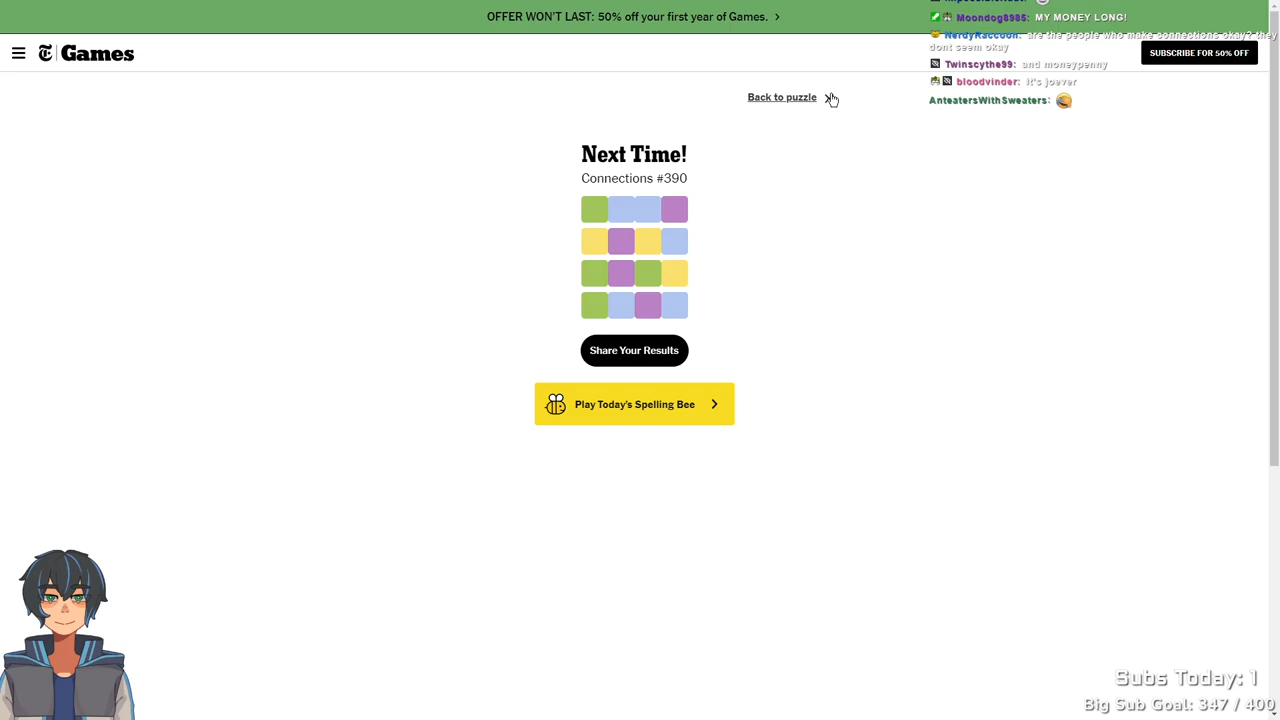 OFFER WON'T LAST: 50% off your first year of Games.
Games
SUBSCRIBE FOR 50% OFF
Moondog8985: MY MONEY LONG!
NerdyRaccoon: are the people who make connections okay? they
dont seem okay
Twinscythe99: and moneypenny
bloodvinder: It's joever
AnteatersWithSweaters:
Back to puzzle
Next Time!
Connections #390
Share Your Results
Play Today's Spelling Bee
Subs Today: 1
Big Sub Goal: 347 / 400